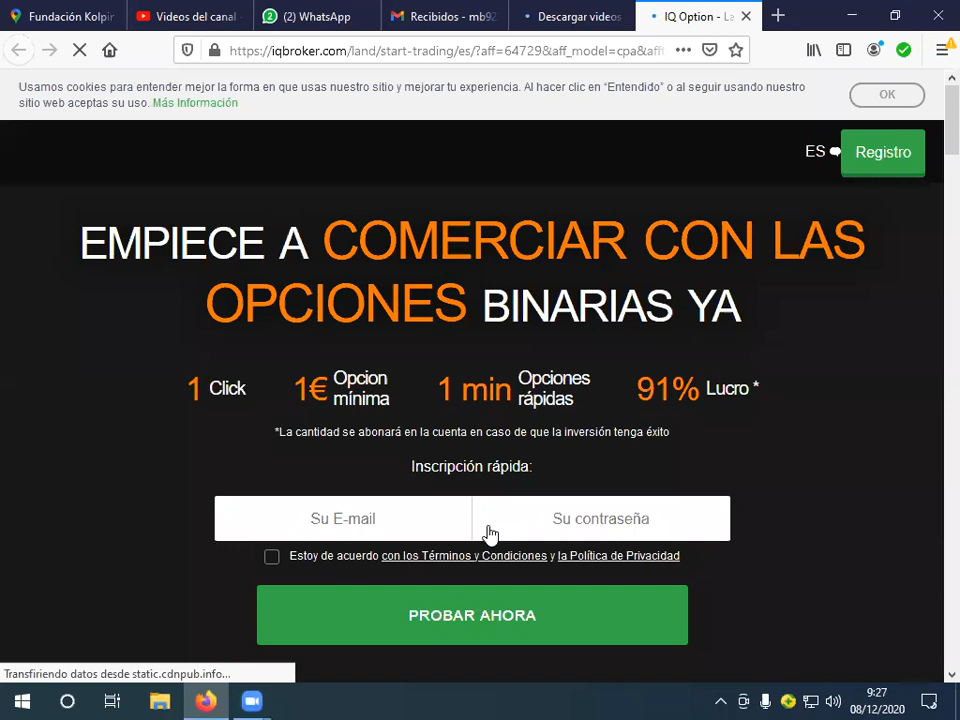 Fundación Kolpin
Videos del canal
(2) WhatsApp
Recibidos - mb92
Descargar videos
IQ Option - La
https://iqbroker.com/land/start-trading/es/?aff=64729&aff_model=cpa&aff
Usamos cookies para entender mejor la forma en que usas nuestro sitio y mejorar tu experiencia. Al hacer clic en “Entendido” o al seguir usando nuestro
sitio web aceptas su uso. Más Información
OK
ES
Registro
EMPIECE A COMERCIAR CON LAS
OPCIONES BINARIAS YA
1 Click
1€ Opcion mínima
1 min Opciones rápidas
91% Lucro *
*La cantidad se abonará en la cuenta en caso de que la inversión tenga éxito
Inscripción rápida:
Su E-mail
Su contraseña
Estoy de acuerdo con los Términos y Condiciones y la Política de Privacidad
PROBAR AHORA
Transfiriendo datos desde static.cdnpub.info...
9:27
08/12/2020